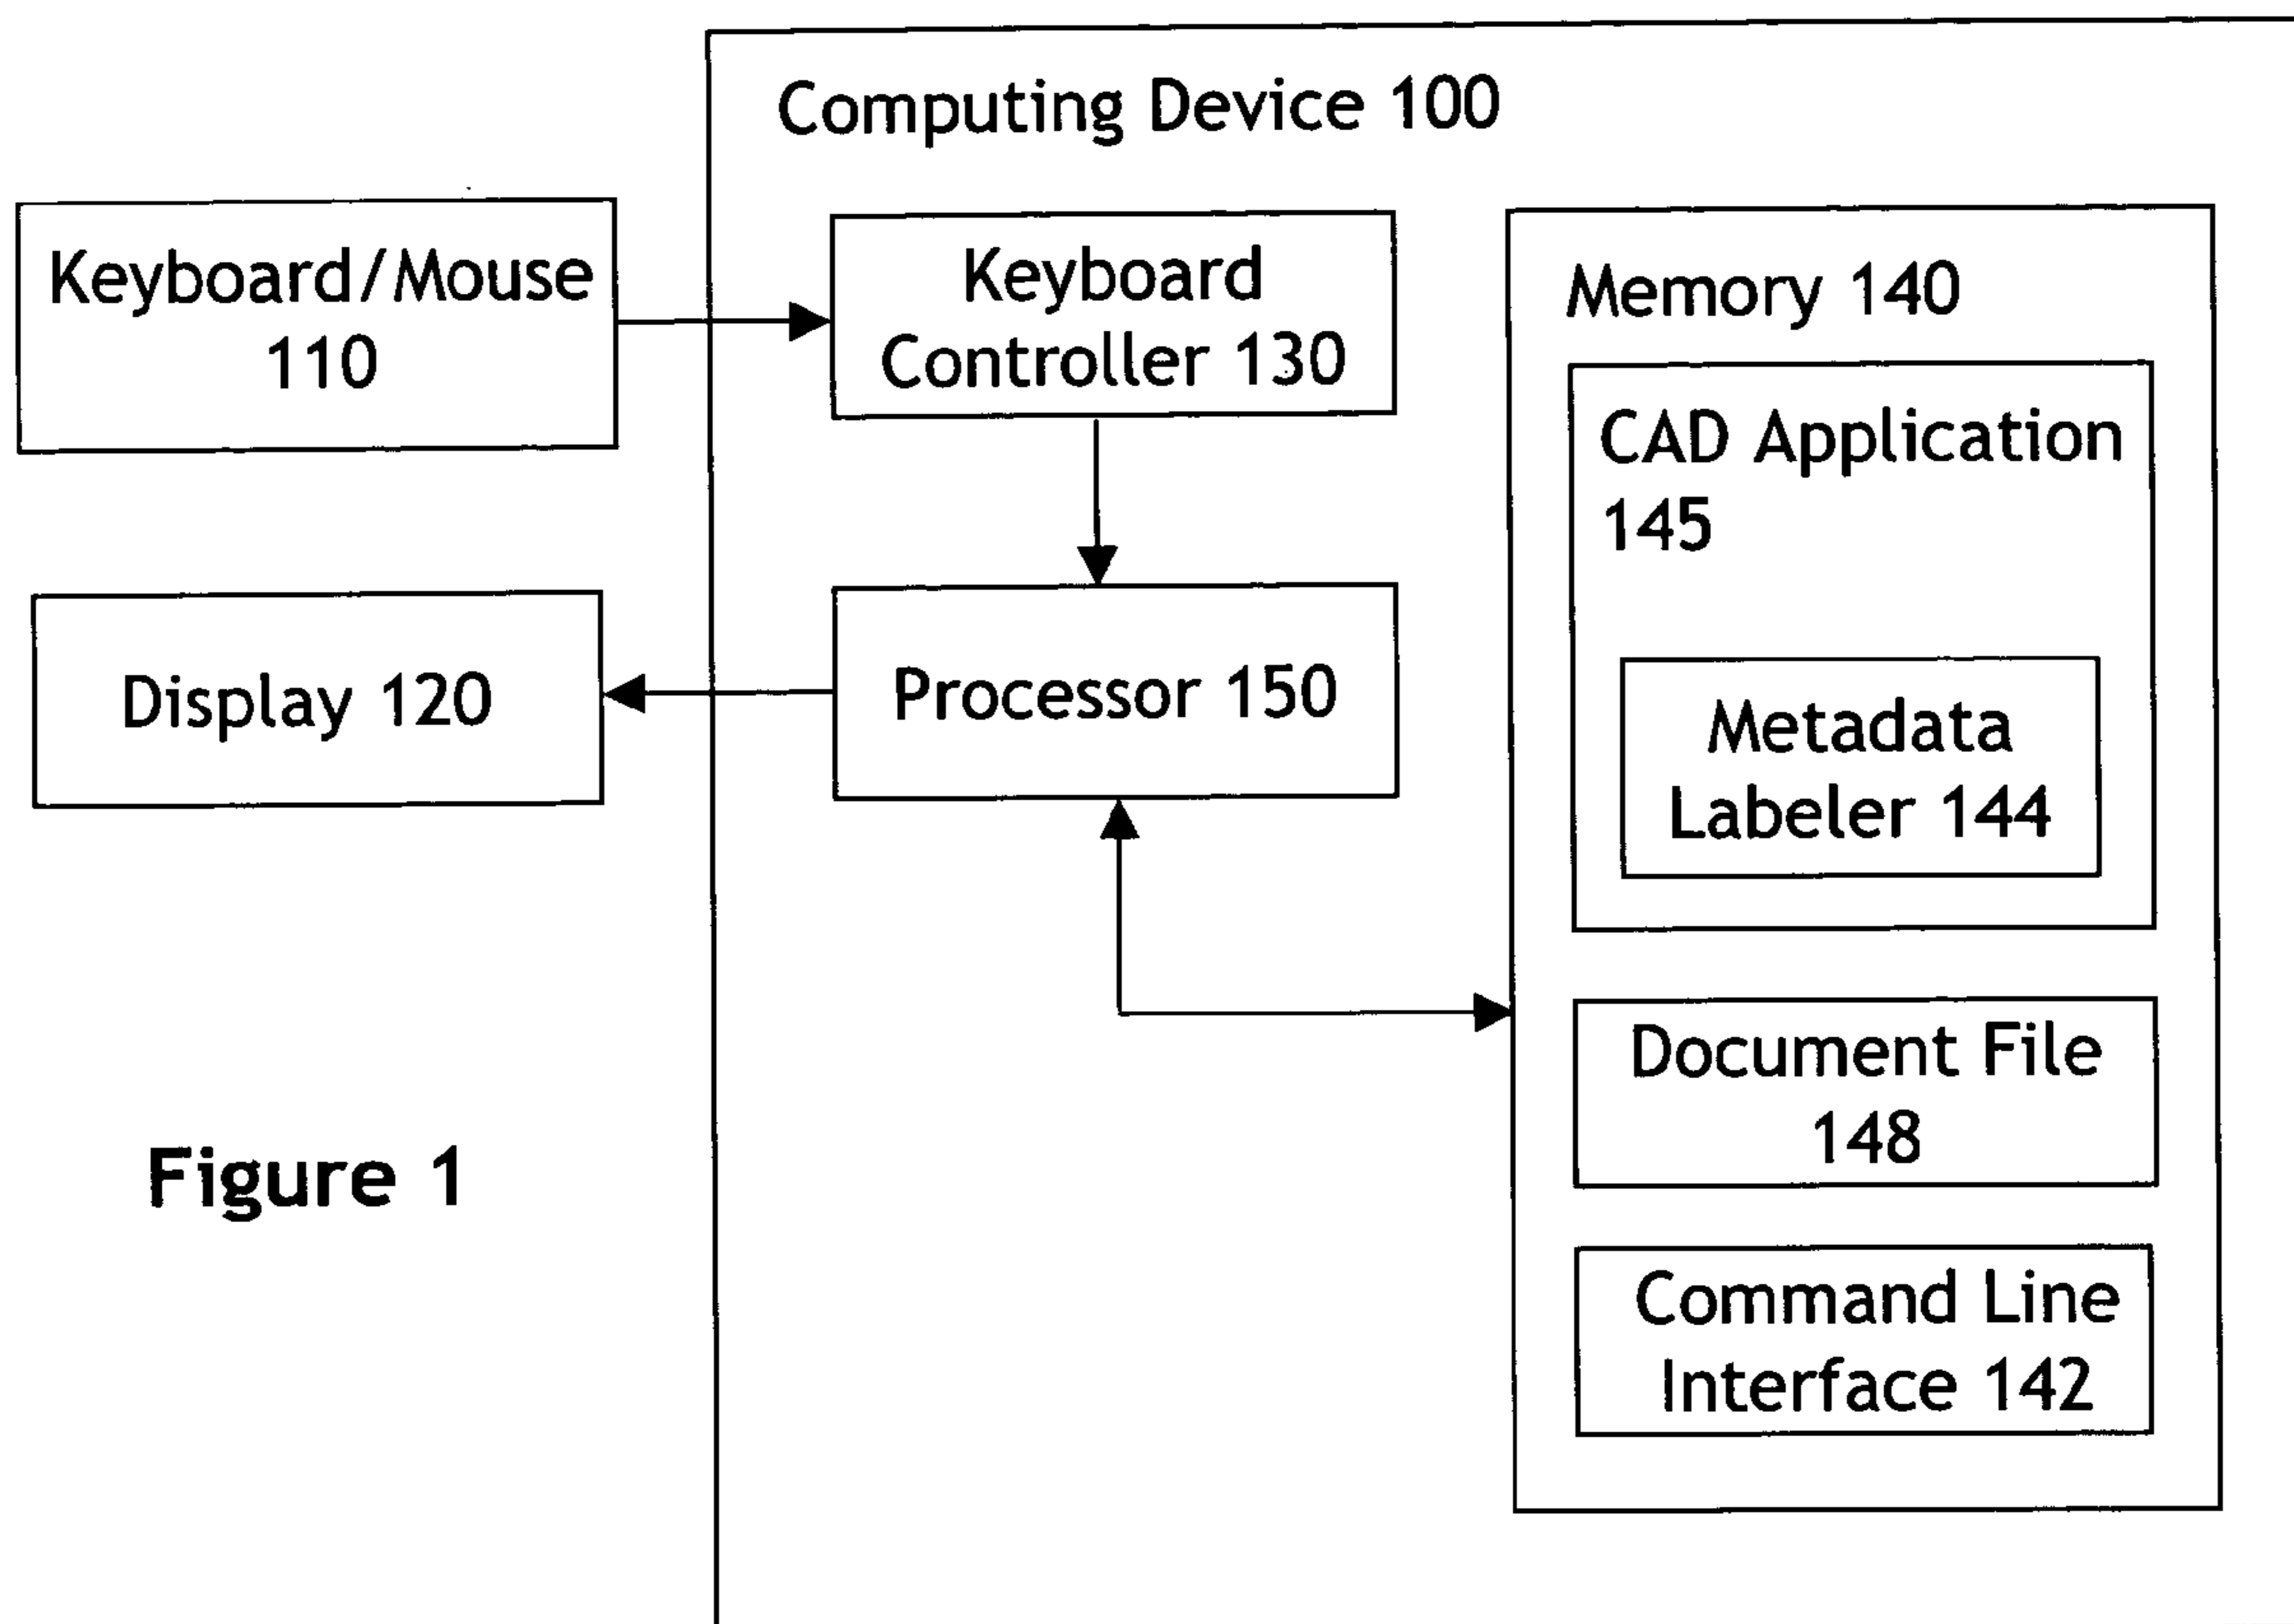 Computing Device 100
Keyboard/Mouse
110
Keyboard
Controller 130
Memory 140
CAD Application
145
Display 120
Processor 150
Metadata
Labeler 144
Document File
148
Figure 1
Command Line
Interface 142